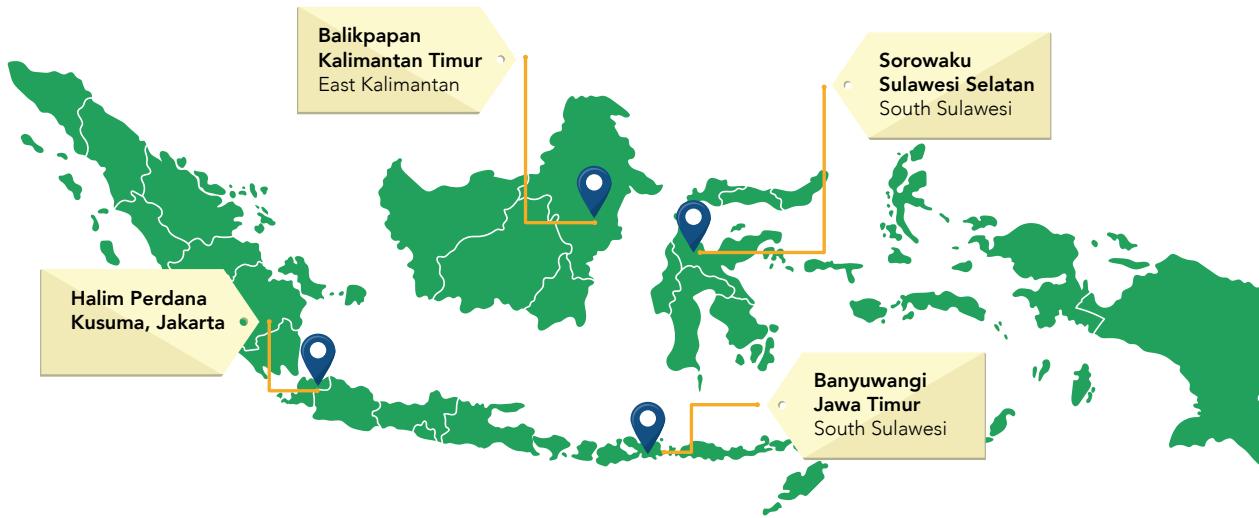 Balikpapan
Kalimantan Timur
East Kalimantan
Sorowaku
Sulawesi Selatan
South Sulawesi
Halim Perdana
Kusuma, Jakarta
Banyuwangi
Jawa Timur
South Sulawesi